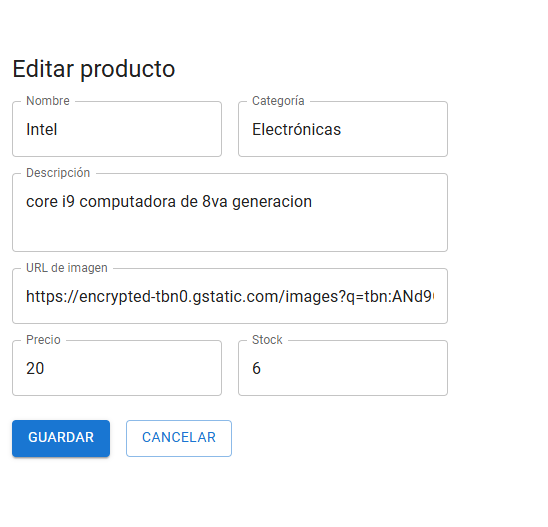 Editar producto
Nombre
Categoría
Intel
Electrónicas
Descripción
core i9 computadora de 8va generacion
URL de imagen
https://encrypted-tbn0.gstatic.com/images?q=tbn:ANd9
Precio
Stock
20
6
GUARDAR
CANCELAR